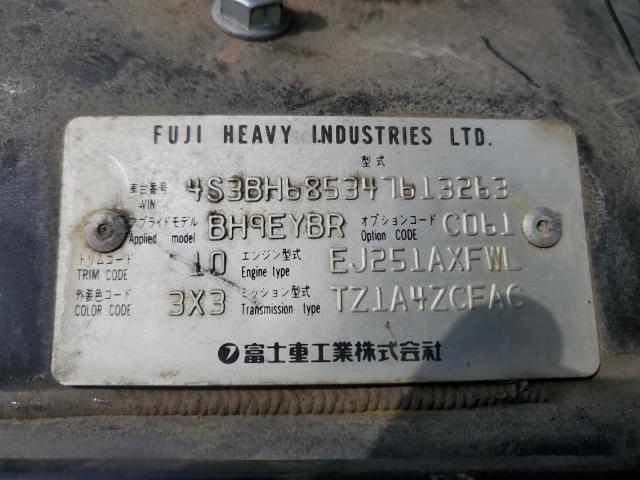 FUJI HEAVY INDUSTRIES LTD.
型式
車台番号 4S3BH685347613263
VIN
アプライドモデル BH9EYBR オプションコード C061
Applied model Option CODE
トリムコード 10 エンジン型式 EJ251AXFWL
TRIM CODE Engine type
外装色コード 3X3 ミッション型式 TZ1A4ZCFAC
COLOR CODE Transmission type
富士重工業株式会社